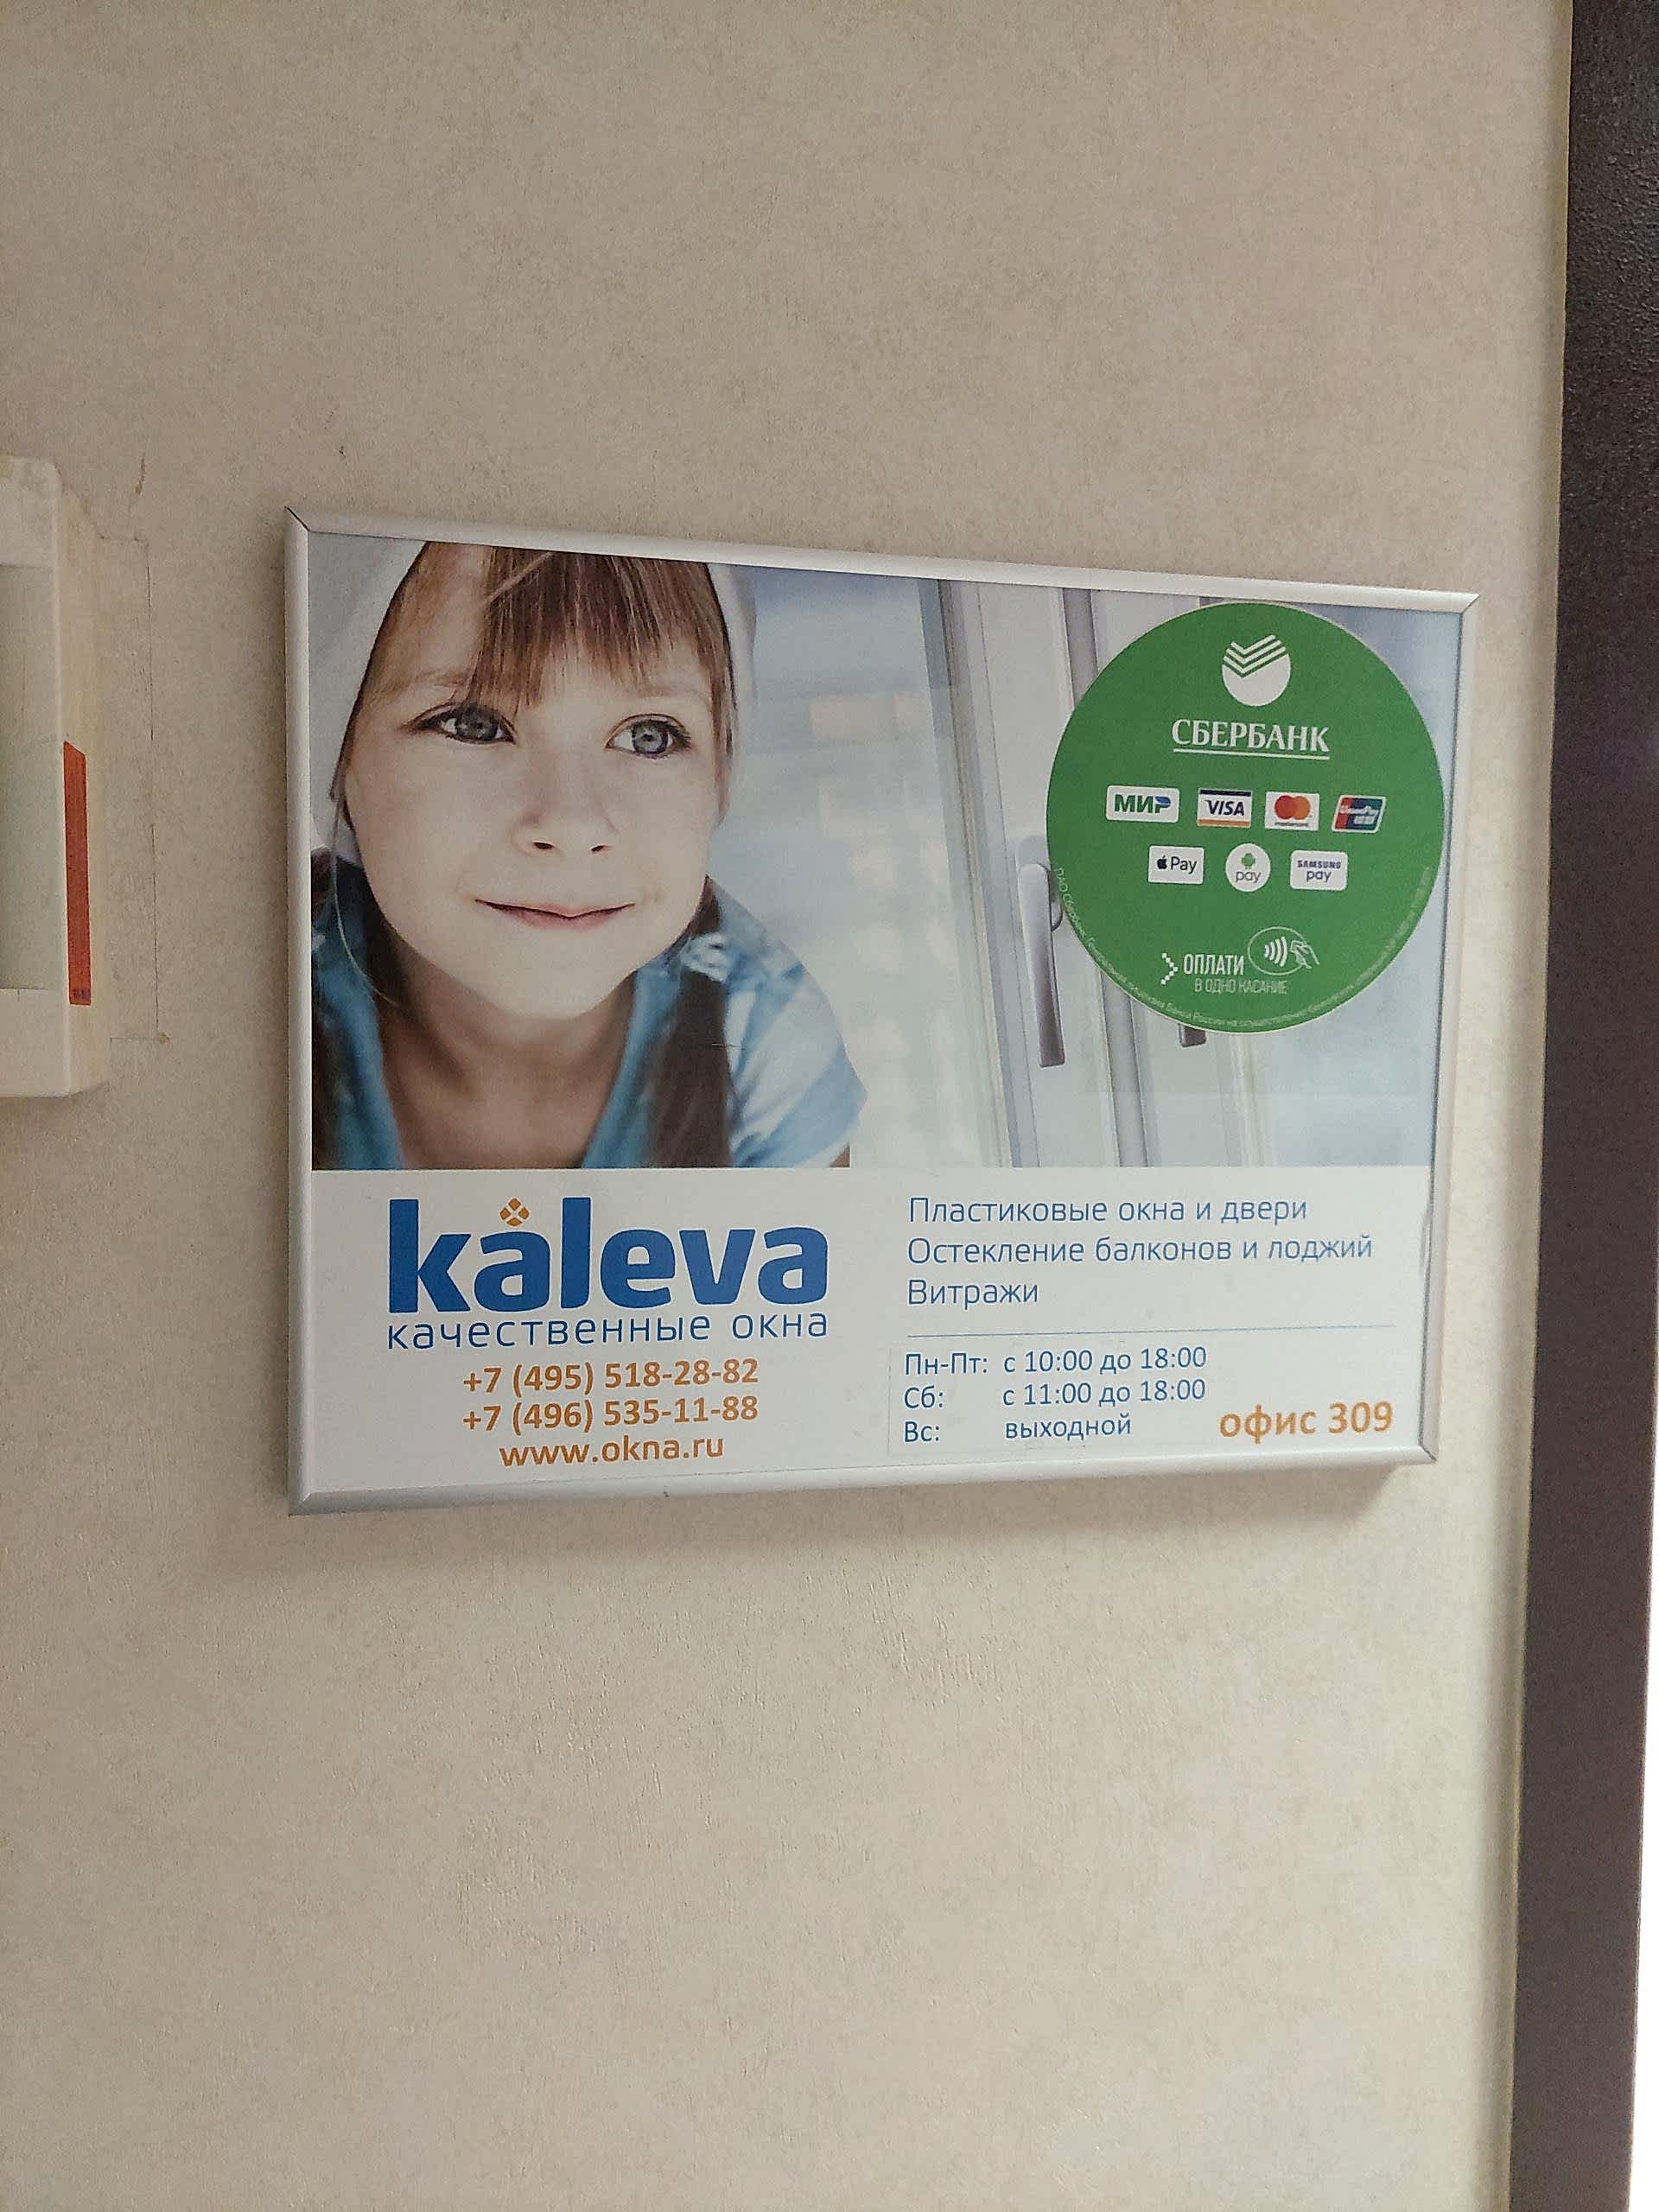 СБЕРБАНК
МИР VISA mastercard UnionPay
Pay pay SAMSUNG pay
ОПЛАТИ
В ОДНО КАСАНИЕ
kaleva
качественные окна
+7 (495) 518-28-82
+7 (496) 535-11-88
www.okna.ru
Пластиковые окна и двери
Остекление балконов и лоджий
Витражи
Пн-Пт: с 10:00 до 18:00
Сб: с 11:00 до 18:00
Вс: выходной
офис 309